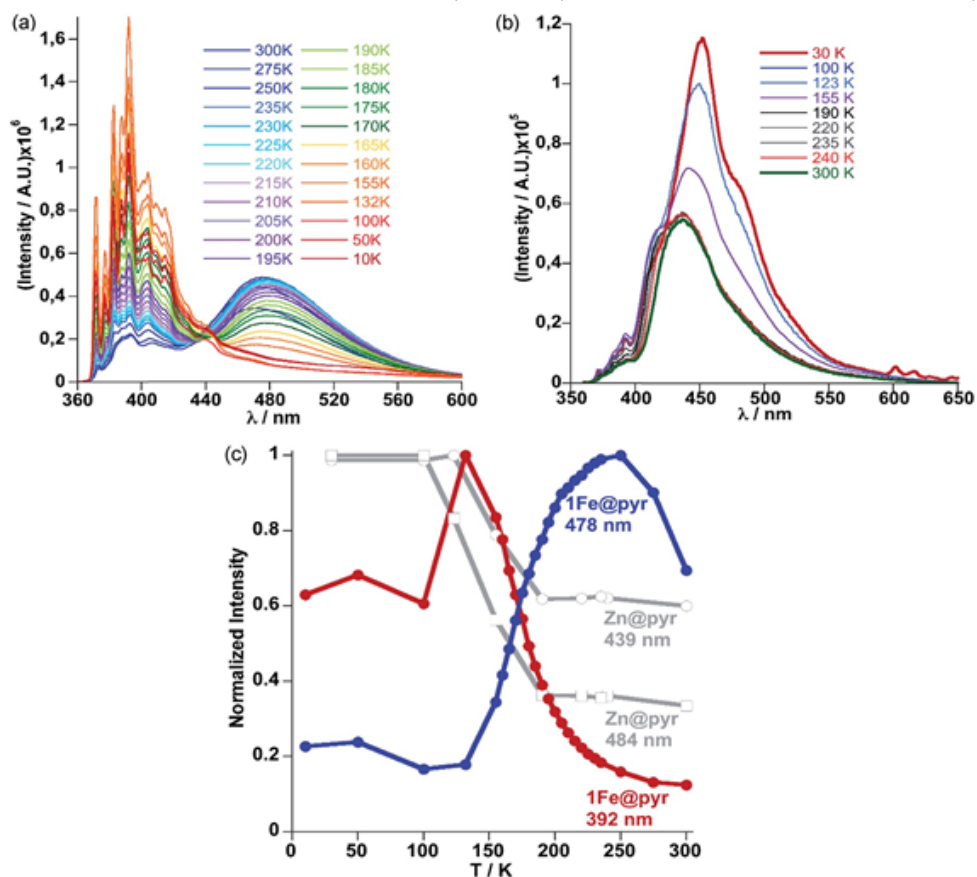 (a)
(Intensity / A.U.)x10⁶
1,6
1,4
1,2
1
0,8
0,6
0,4
0,2
0
360 400 440 480 520 560 600
λ / nm
300K 190K
275K 185K
250K 180K
235K 175K
230K 170K
225K 165K
220K 160K
215K 155K
210K 132K
205K 100K
200K 50K
195K 10K
(b)
(Intensity / A.U.)x10⁵
1,2
1
0,8
0,6
0,4
0,2
0
350 400 450 500 550 600 650
λ / nm
30 K
100 K
123 K
155 K
190 K
220 K
235 K
240 K
300 K
(c)
Normalized Intensity
1
0.8
0.6
0.4
0.2
0
0 50 100 150 200 250 300
T / K
1Fe@pyr
478 nm
Zn@pyr
439 nm
Zn@pyr
484 nm
1Fe@pyr
392 nm